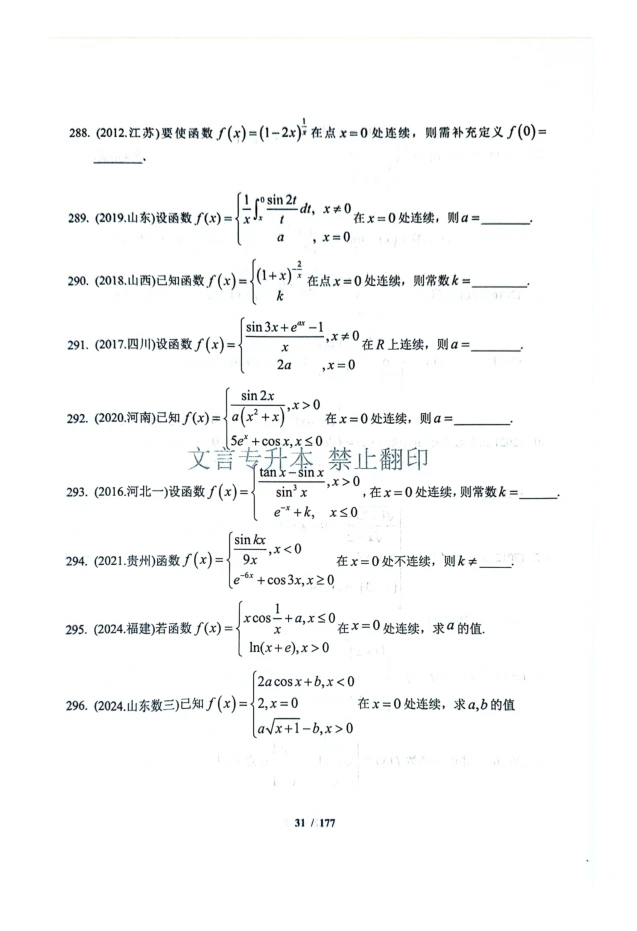 288. (2012.江苏)要使函数 f(x)=(1-2x)^{1/x} 在点 x=0 处连续，则需补充定义 f(0)=
______.
289. (2019.山东)设函数 f(x)={ 1/x ∫_x^0 sin2t/t dt, x≠0; a, x=0 在 x=0 处连续，则 a=______.
290. (2018.山西)已知函数 f(x)={ (1+x)^{-2/x}; k 在点 x=0 处连续，则常数 k=______.
291. (2017.四川)设函数 f(x)={ (sin3x+e^{ax}-1)/x, x≠0; 2a, x=0 在 R 上连续，则 a=______.
292. (2020.河南)已知 f(x)={ sin2x/(a(x²+x)), x>0; 5e^x+cosx, x≤0 在 x=0 处连续，则 a=______.
文言专升本 禁止翻印
293. (2016.河北一)设函数 f(x)={ (tanx-sinx)/sin³x, x>0; e^{-x}+k, x≤0 , 在 x=0 处连续, 则常数 k=______.
294. (2021.贵州)函数 f(x)={ sinkx/9x, x<0; e^{-6x}+cos3x, x≥0 在 x=0 处不连续，则 k≠____.
295. (2024.福建)若函数 f(x)={ xcos1/x+a, x≤0; ln(x+e), x>0 在 x=0 处连续，求 a 的值.
296. (2024.山东数三)已知 f(x)={ 2acosx+b, x<0; 2, x=0; a√(x+1)-b, x>0 在 x=0 处连续，求 a,b 的值
31 / 177